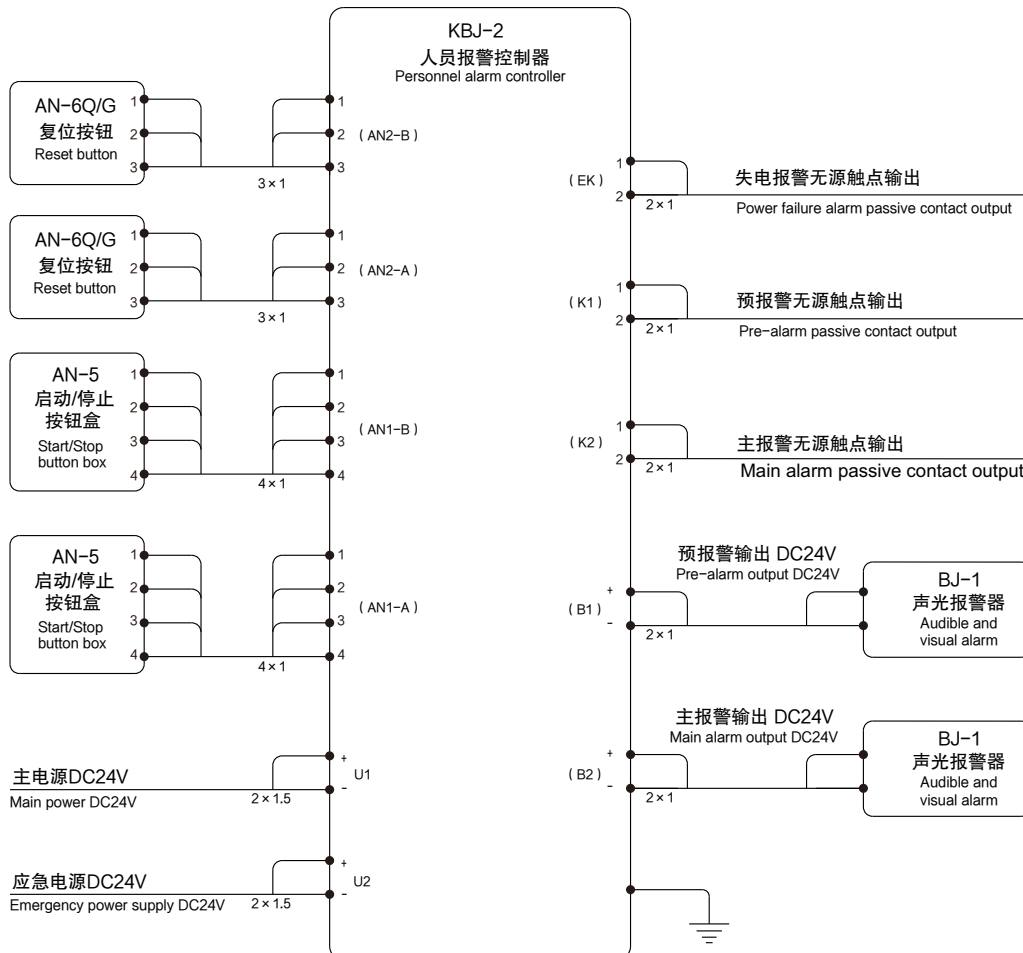 KBJ-2
人员报警控制器
Personnel alarm controller
AN-6Q/G
复位按钮
Reset button
1
2
3
3×1
1
2
3
(AN2-B)
AN-6Q/G
复位按钮
Reset button
1
2
3
3×1
1
2
3
(AN2-A)
AN-5
启动/停止
按钮盒
Start/Stop
button box
1
2
3
4
4×1
1
2
3
4
(AN1-B)
AN-5
启动/停止
按钮盒
Start/Stop
button box
1
2
3
4
4×1
1
2
3
4
(AN1-A)
主电源DC24V
Main power DC24V
2×1.5
+
-
U1
应急电源DC24V
Emergency power supply DC24V
2×1.5
+
-
U2
(EK)
1
2
2×1
失电报警无源触点输出
Power failure alarm passive contact output
(K1)
1
2
2×1
预报警无源触点输出
Pre-alarm passive contact output
(K2)
1
2
2×1
主报警无源触点输出
Main alarm passive contact output
(B1)
+
-
2×1
预报警输出 DC24V
Pre-alarm output DC24V
BJ-1
声光报警器
Audible and
visual alarm
(B2)
+
-
2×1
主报警输出 DC24V
Main alarm output DC24V
BJ-1
声光报警器
Audible and
visual alarm